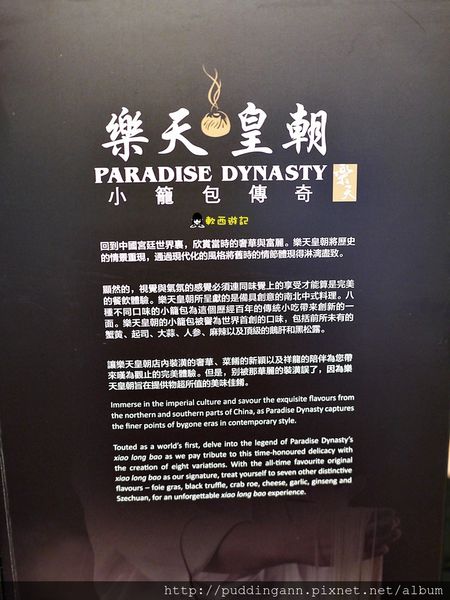 樂天皇朝
PARADISE DYNASTY
小籠包傳奇
樂天
軟西遊記
回到中國宮廷世界裏，欣賞當時的奢華與富麗。樂天皇朝將歷史
的情景重現，通過現代化的風格將舊時的情節體現得淋漓盡致。
顯然的，視覺與氣氛的感覺必須連同味覺上的享受才能算是完美
的餐飲體驗。樂天皇朝所呈獻的是備具創意的南北中式料理。八
種不同口味的小籠包為這個歷經百年的傳統小吃帶來創新的一
面。樂天皇朝的小籠包被譽為世界首創的口味，包括前所未有的
蟹黃、起司、大蒜、人參、麻辣以及頂級的鵝肝和黑松露。
讓樂天皇朝店內裝潢的奢華、菜餚的新穎以及祥龍的陪伴為您帶
來嘆為觀止的完美體驗。但是，別被那華麗的裝潢誤了，因為樂
天皇朝旨在提供物超所值的美味佳餚。
Immerse in the imperial culture and savour the exquisite flavours from
the northern and southern parts of China, as Paradise Dynasty captures
the finer points of bygone eras in contemporary style.
Touted as a world's first, delve into the legend of Paradise Dynasty's
xiao long bao as we pay tribute to this time-honoured delicacy with
the creation of eight variations. With the all-time favourite original
xiao long bao as our signature, treat yourself to seven other distinctive
flavours – foie gras, black truffle, crab roe, cheese, garlic, ginseng and
Szechuan, for an unforgettable xiao long bao experience.
http://puddingann.pixnet.net/album